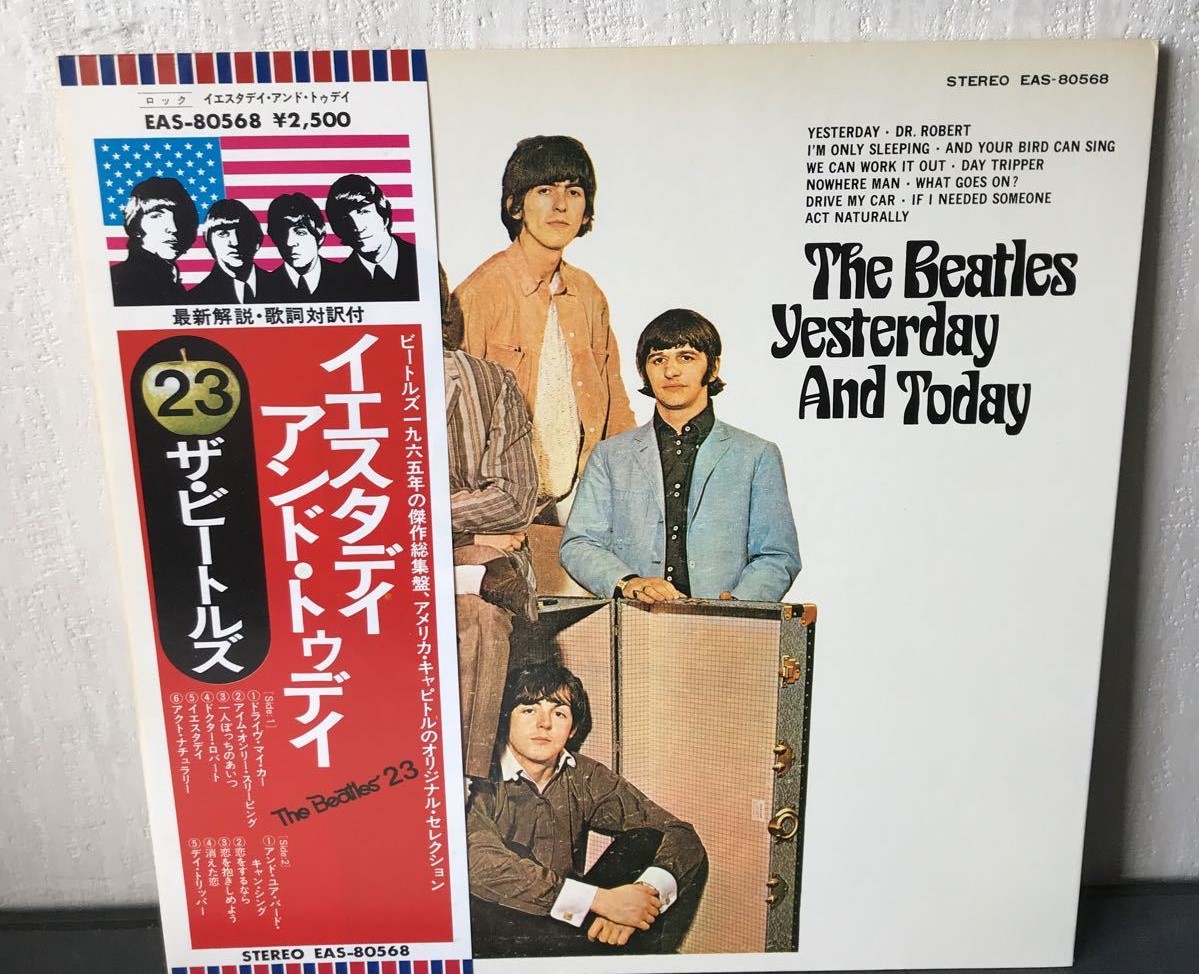 ロック イエスタデイ・アンド・トゥデイ
EAS-80568 ¥2,500
最新解説・歌詞対訳付
ビートルズ一九六五年の傑作総集盤、アメリカ・キャピトルのオリジナル・セレクション
イエスタデイ
アンド・トゥデイ
23
ザ・ビートルズ
The Beatles' 23
[Side 1]
①ドライヴ・マイ・カー
②アイム・オンリー・スリーピング
③一人ぼっちのあいつ
④ドクター・ロバート
⑤イエスタデイ
⑥アクト・ナチュラリー
[Side 2]
①アンド・ユア・バード・
キャン・シング
②恋をするなら
③恋を抱きしめよう
④消えた恋
⑤デイ・トリッパー
STEREO EAS-80568
STEREO EAS-80568
YESTERDAY · DR. ROBERT
I'M ONLY SLEEPING · AND YOUR BIRD CAN SING
WE CAN WORK IT OUT · DAY TRIPPER
NOWHERE MAN · WHAT GOES ON?
DRIVE MY CAR · IF I NEEDED SOMEONE
ACT NATURALLY
The Beatles
Yesterday
And Today